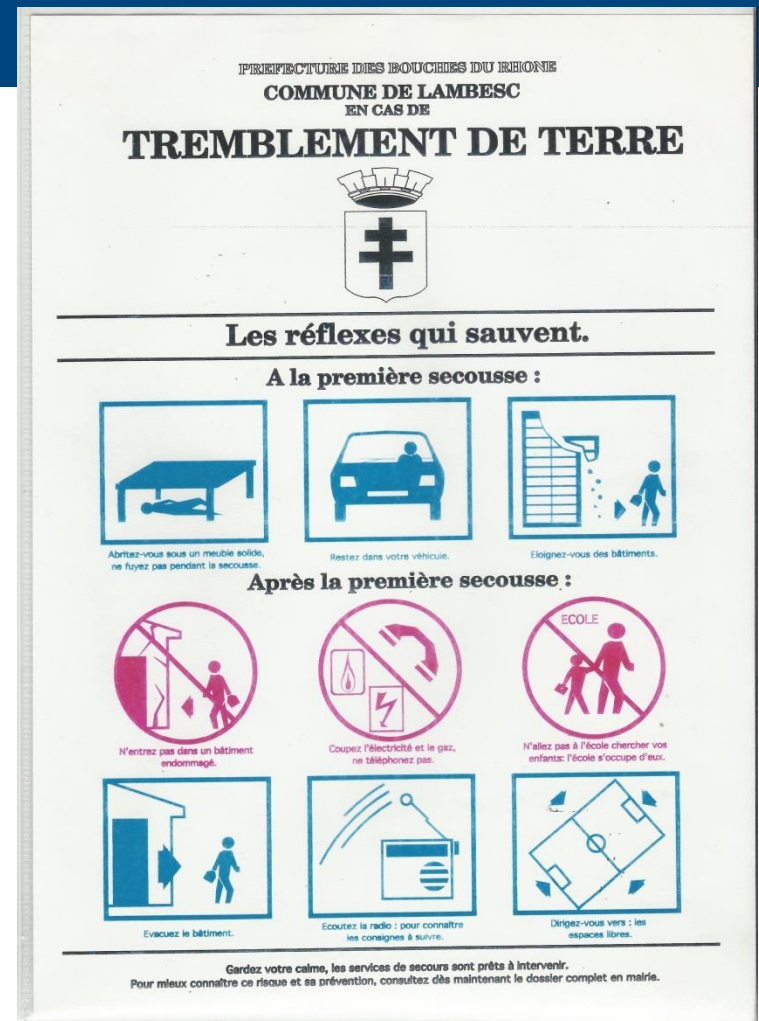 PREFECTURE DES BOUCHES DU RHONE
COMMUNE DE LAMBESC
EN CAS DE
TREMBLEMENT DE TERRE
Les réflexes qui sauvent.
A la première secousse :
Abritez-vous sous un meuble solide,
ne fuyez pas pendant la secousse.
Restez dans votre véhicule.
Eloignez-vous des bâtiments.
Après la première secousse :
ECOLE
N'entrez pas dans un bâtiment
endommagé.
Coupez l'électricité et le gaz,
ne téléphonez pas.
N'allez pas à l'école chercher vos
enfants: l'école s'occupe d'eux.
Evacuez le bâtiment.
Ecoutez la radio : pour connaître
les consignes à suivre.
Dirigez-vous vers : les
espaces libres.
Gardez votre calme, les services de secours sont prêts à intervenir.
Pour mieux connaître ce risque et sa prévention, consultez dès maintenant le dossier complet en mairie.